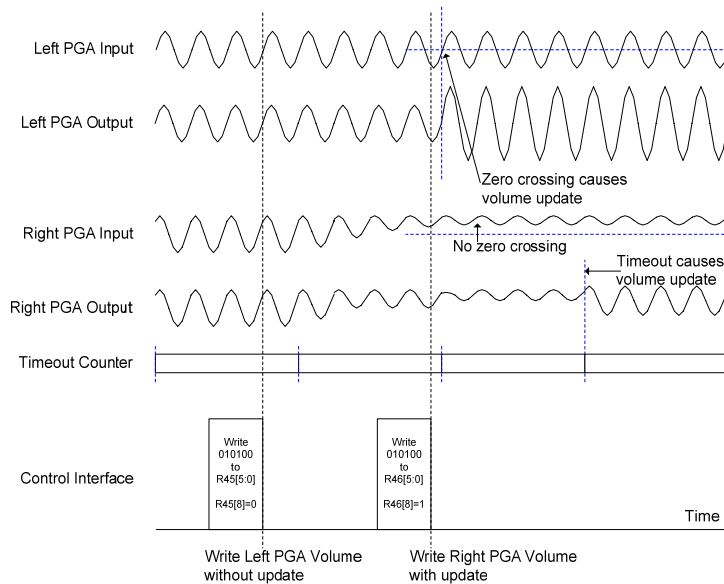 Left PGA Input
Left PGA Output
Zero crossing causes
volume update
Right PGA Input
No zero crossing
Timeout causes
volume update
Right PGA Output
Timeout Counter
Write
010100
to
R45[5:0]
R45[8]=0
Write
010100
to
R46[5:0]
R46[8]=1
Control Interface
Time
Write Left PGA Volume
without update
Write Right PGA Volume
with update